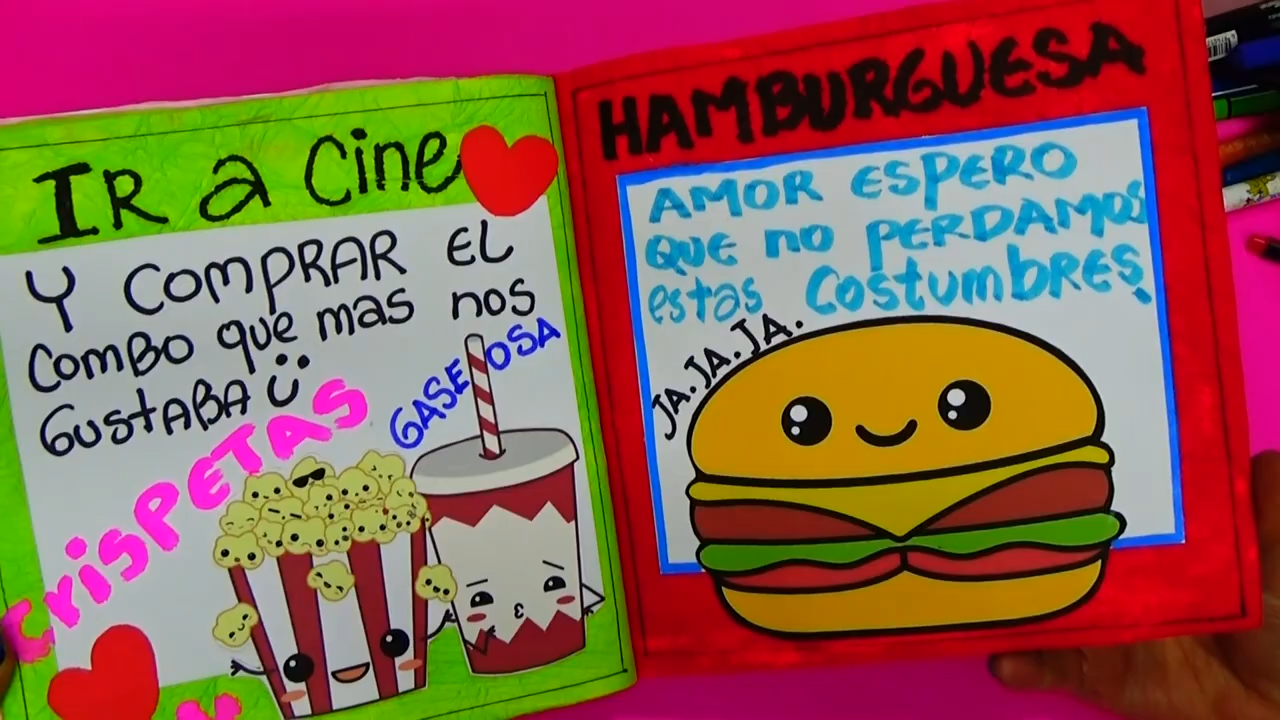 IR a Cine
Y COMPRAR EL
COMBO que mas nos
GUSTABA
CrisPETAS
GASEOSA
HAMBURGUESA
AMOR ESPERO
QUE no PERDAMOS
estas COstumBRES.
JA.JA.JA.JA.